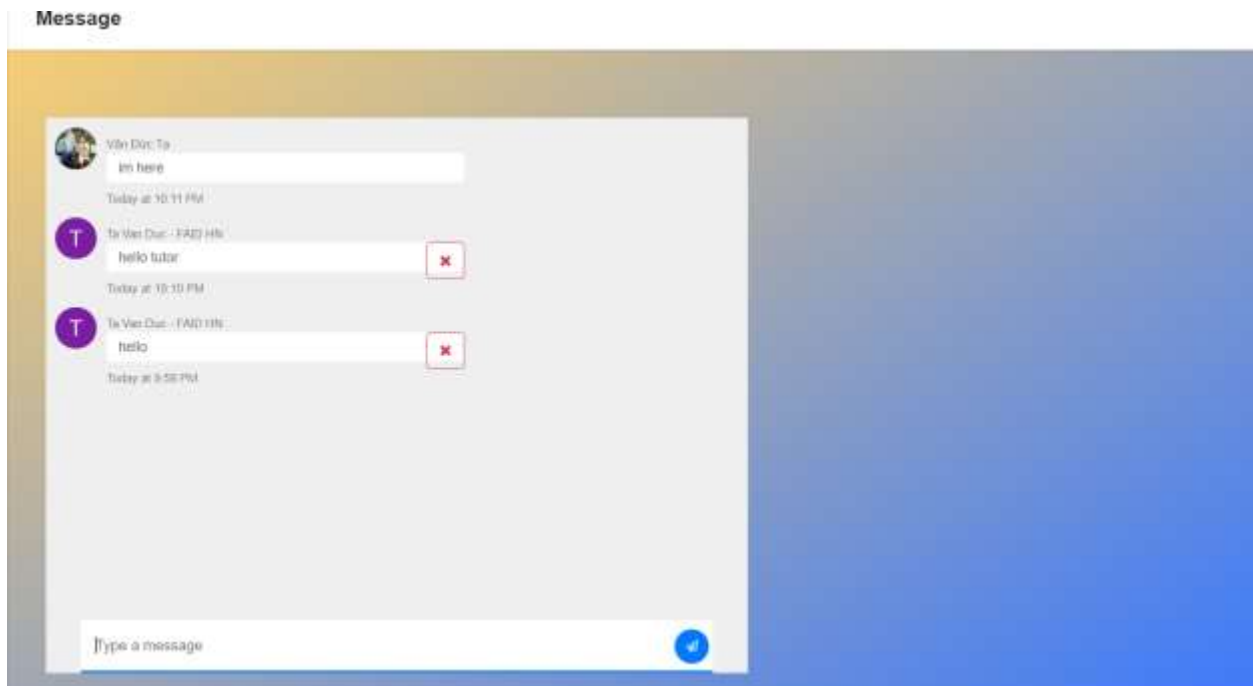 Message
Văn Đức Tạ
im here
Today at 10:11 PM
T
Ta Van Duc - FAID HN
hello tutor
Today at 10:10 PM
T
Ta Van Duc - FAID HN
hello
Today at 9:58 PM
Type a message